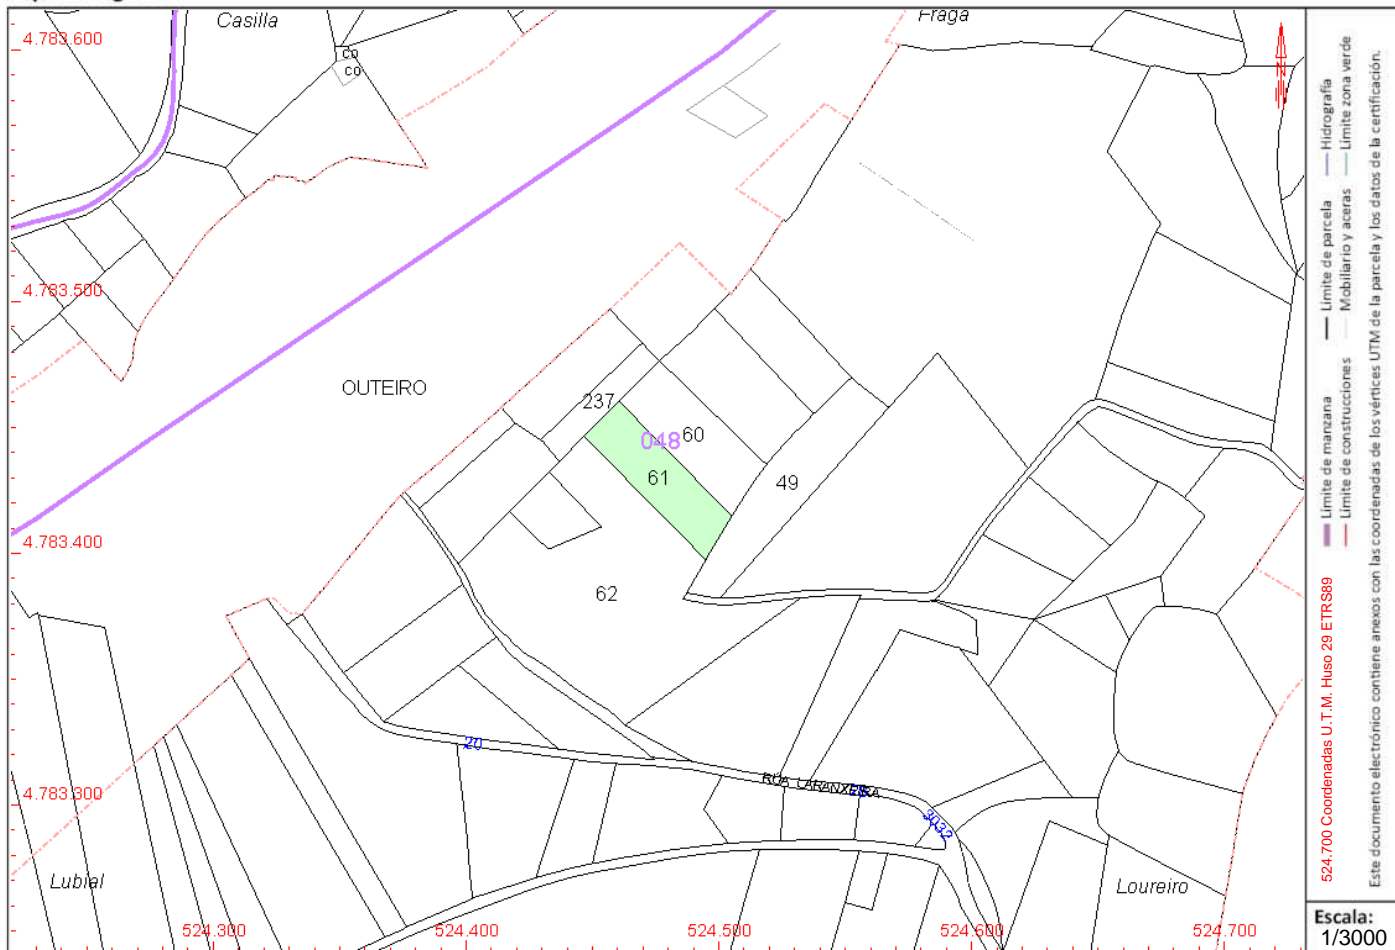 Casilla
Fraga
4.783.600
co
co
N
4.783.500
OUTEIRO
237
048
60
61
49
4.783.400
62
20
RÚA LARANXEIRA
4.783.300
3032
Lubial
Loureiro
524.300
524.400
524.500
524.600
524.700
524.700 Coordenadas U.T.M. Huso 29 ETRS89
Límite de manzana
Límite de parcela
Hidrografía
Límite de construcciones
Mobiliario y aceras
Límite zona verde
Este documento electrónico contiene anexos con las coordenadas de los vértices UTM de la parcela y los datos de la certificación.
Escala:
1/3000